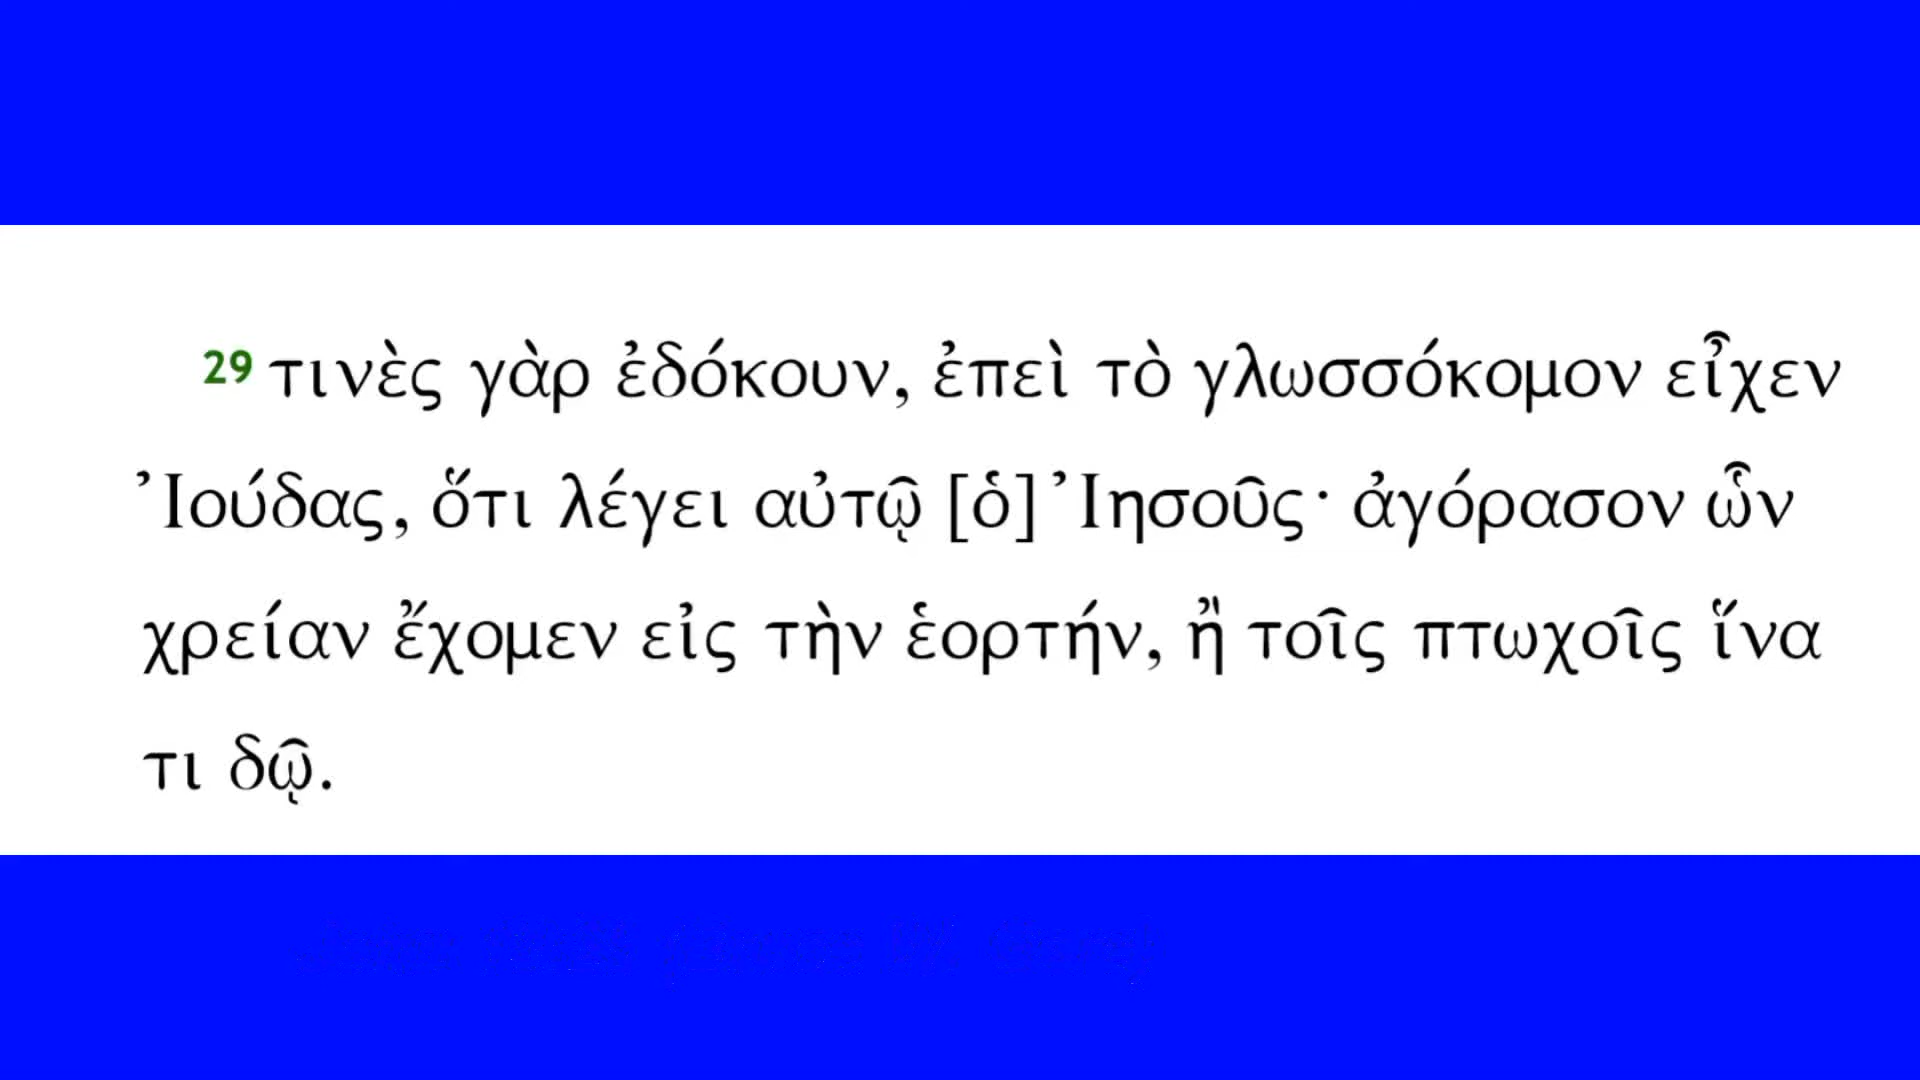 29 τινὲς γὰρ ἐδόκουν, ἐπεὶ τὸ γλωσσόκομον εἶχεν
Ἰούδας, ὅτι λέγει αὐτῷ [ὁ] Ἰησοῦς· ἀγόρασον ὧν
χρείαν ἔχομεν εἰς τὴν ἑορτήν, ἢ τοῖς πτωχοῖς ἵνα
τι δῷ.